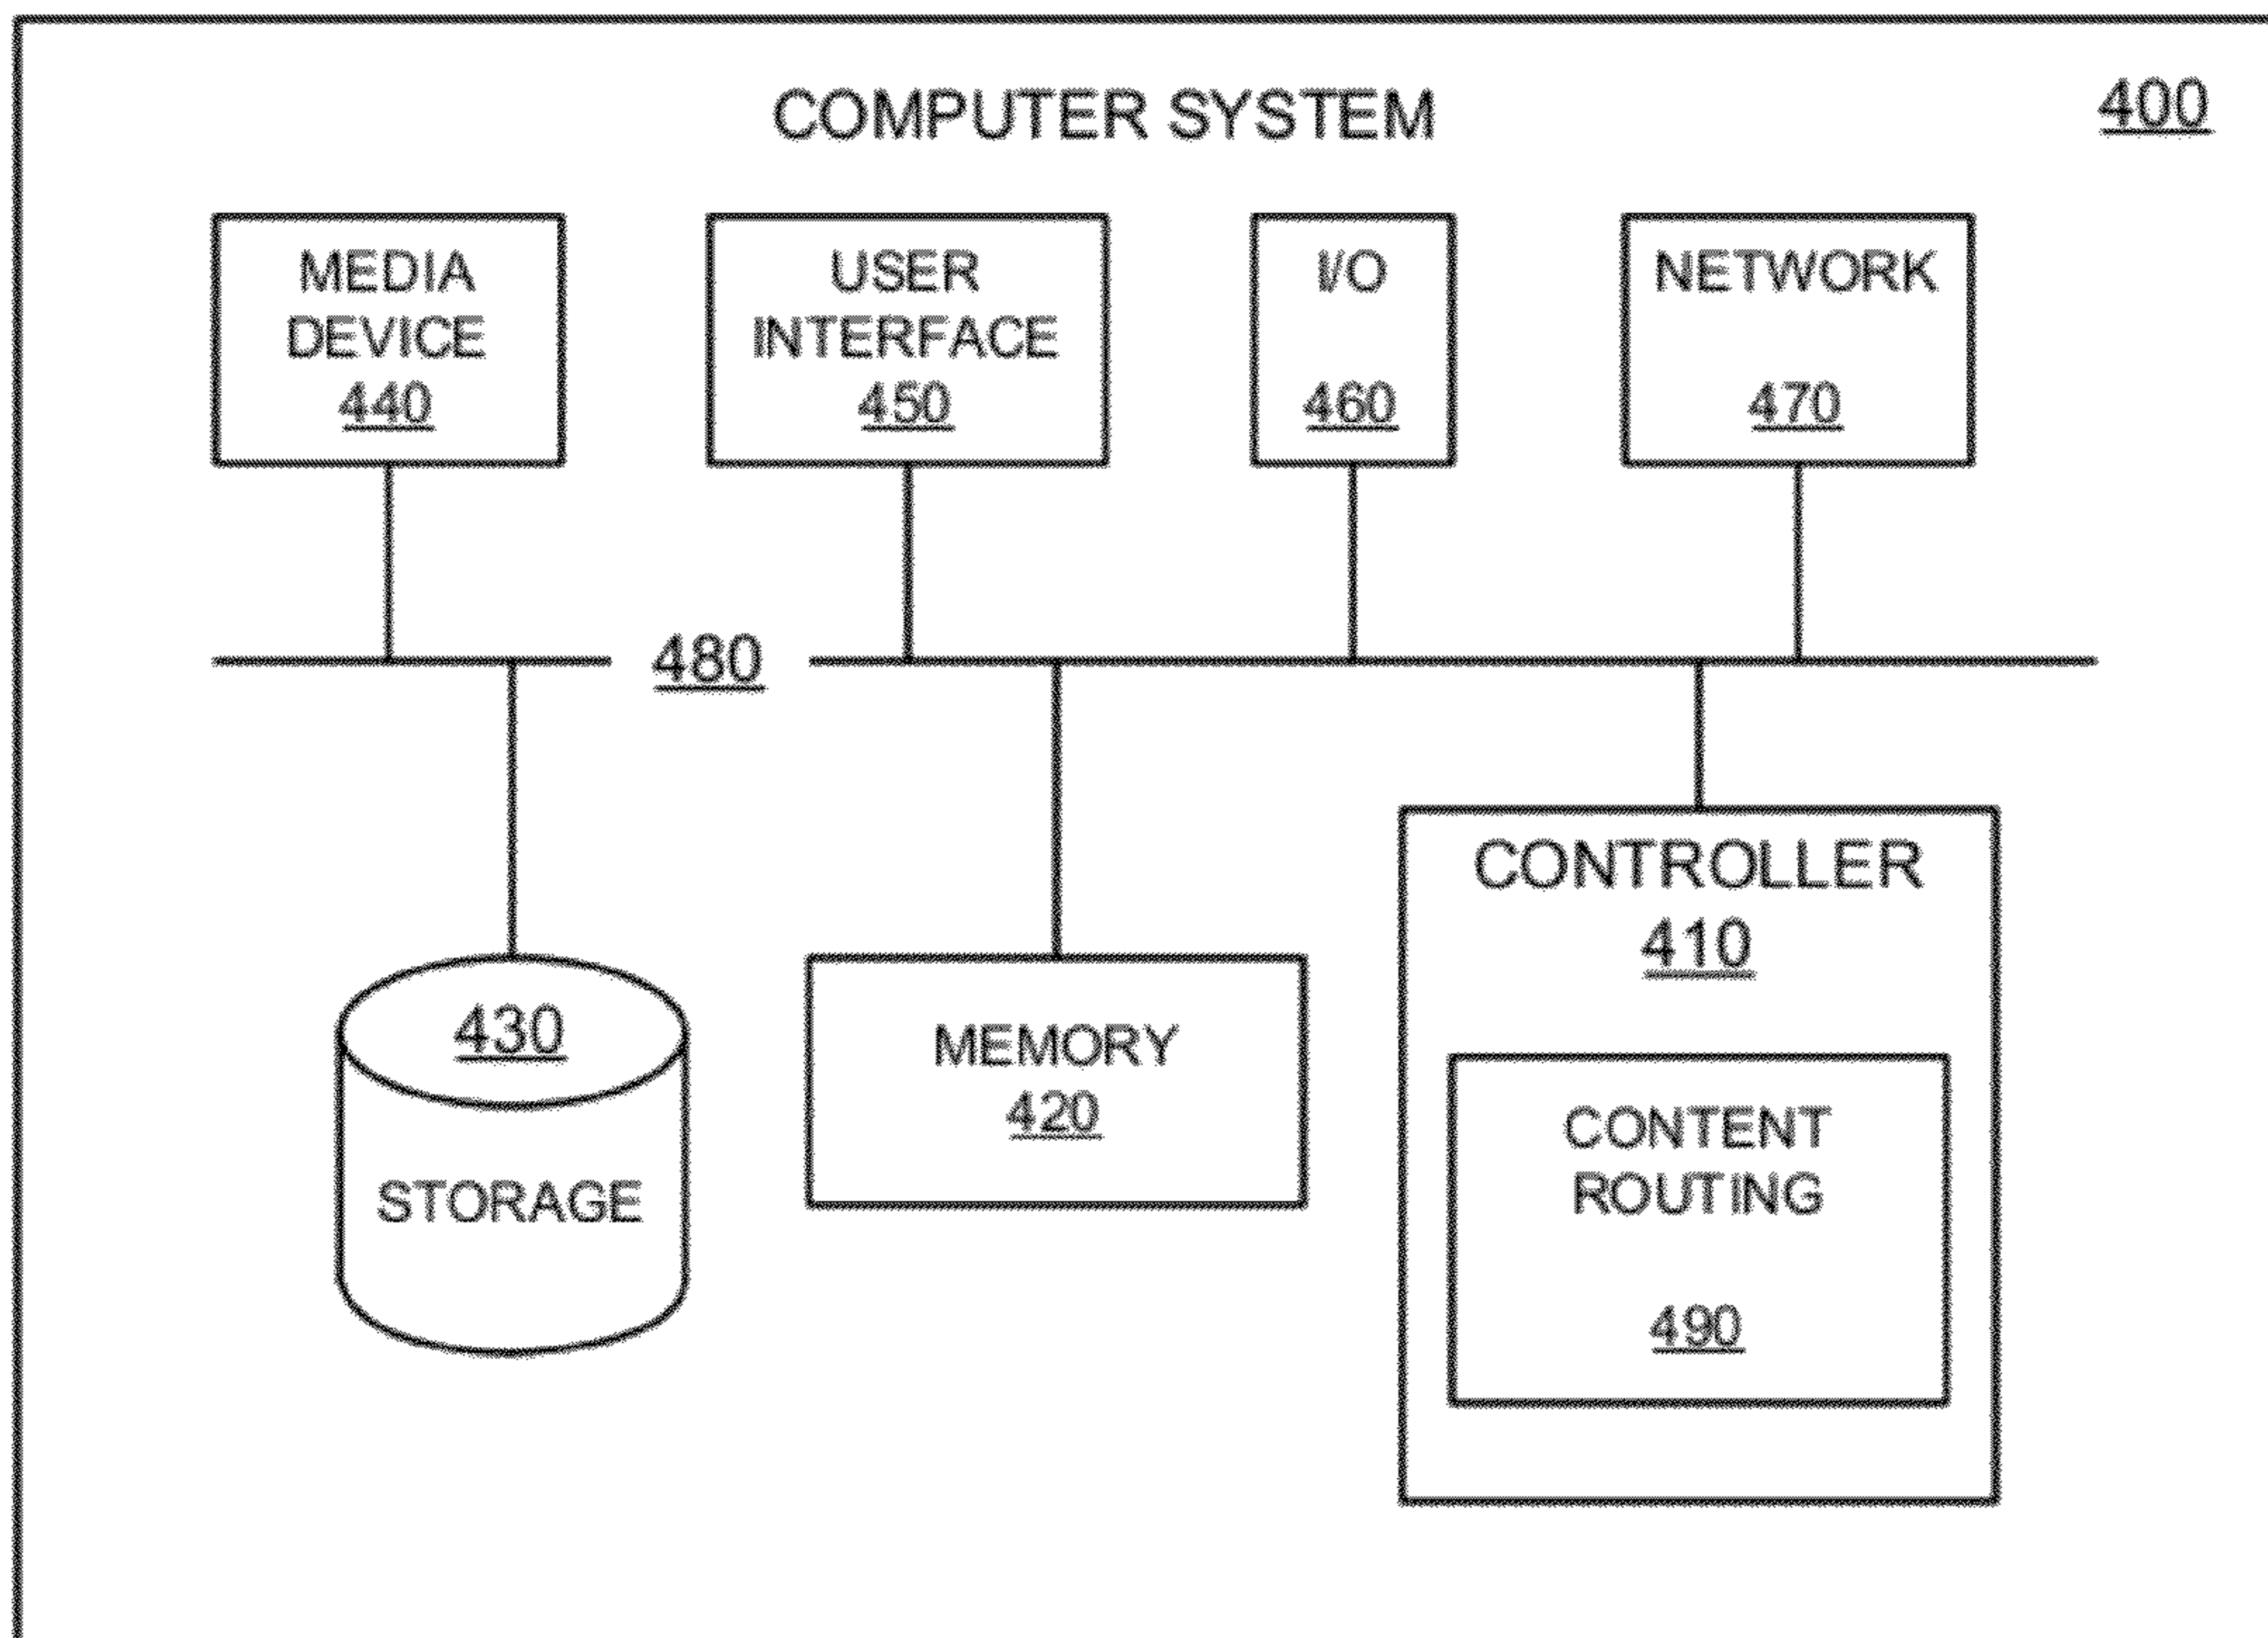 COMPUTER SYSTEM
400
MEDIA
DEVICE
440
USER
INTERFACE
450
I/O
460
NETWORK
470
480
430
STORAGE
MEMORY
420
CONTROLLER
410
CONTENT
ROUTING
490